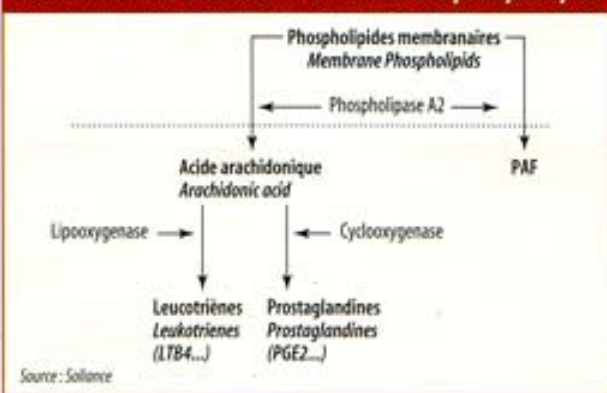 Phospholipides membranaires
Membrane Phospholipids
Phospholipase A2
Acide arachidonique
Arachidonic acid
PAF
Lipooxygenase
Cyclooxygenase
Leucotriènes
Leukotrienes
(LTB4...)
Prostaglandines
Prostaglandines
(PGE2...)
Source : Soliance